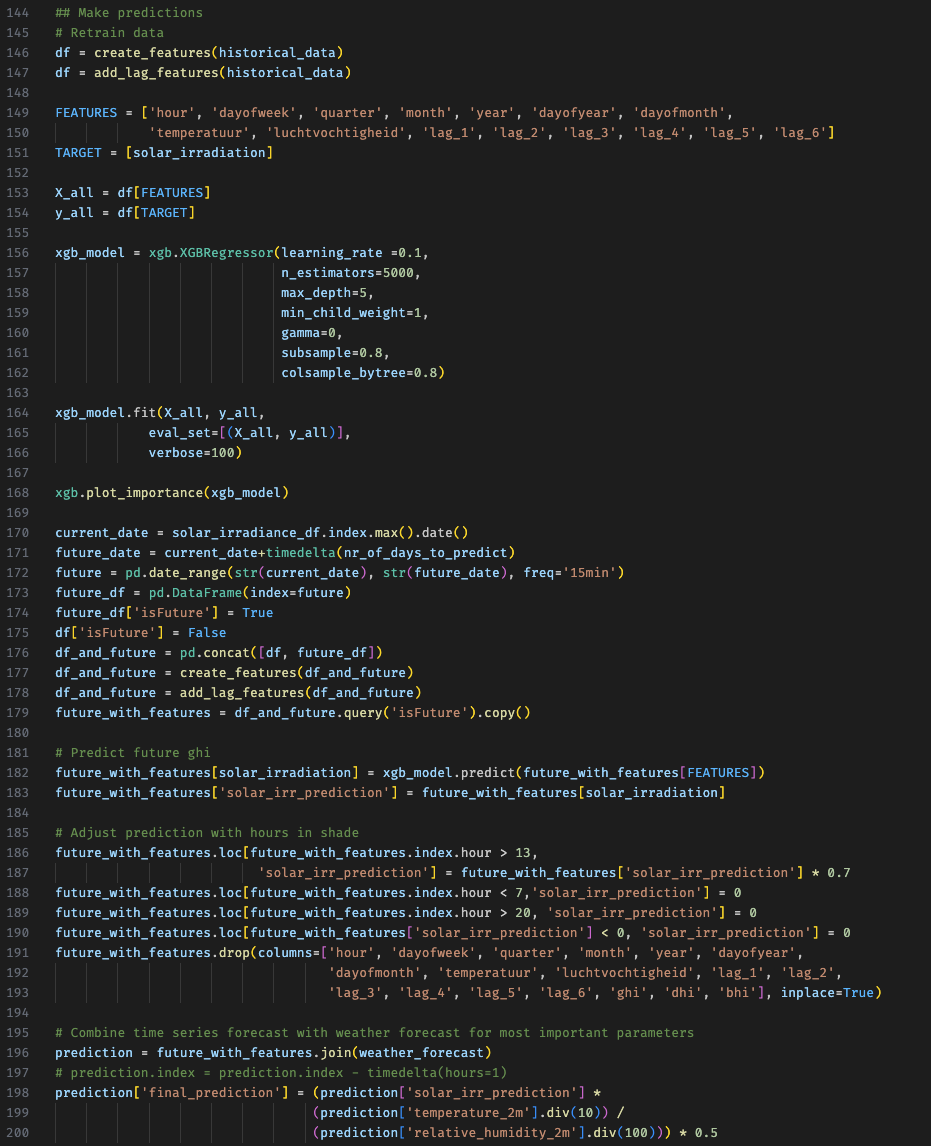 144 ## Make predictions
145 # Retrain data
146 df = create_features(historical_data)
147 df = add_lag_features(historical_data)
148
149 FEATURES = ['hour', 'dayofweek', 'quarter', 'month', 'year', 'dayofyear', 'dayofmonth',
150 'temperatuur', 'luchtvochtigheid', 'lag_1', 'lag_2', 'lag_3', 'lag_4', 'lag_5', 'lag_6']
151 TARGET = [solar_irradiation]
152
153 X_all = df[FEATURES]
154 y_all = df[TARGET]
155
156 xgb_model = xgb.XGBRegressor(learning_rate =0.1,
157 n_estimators=5000,
158 max_depth=5,
159 min_child_weight=1,
160 gamma=0,
161 subsample=0.8,
162 colsample_bytree=0.8)
163
164 xgb_model.fit(X_all, y_all,
165 eval_set=[(X_all, y_all)],
166 verbose=100)
167
168 xgb.plot_importance(xgb_model)
169
170 current_date = solar_irradiance_df.index.max().date()
171 future_date = current_date+timedelta(nr_of_days_to_predict)
172 future = pd.date_range(str(current_date), str(future_date), freq='15min')
173 future_df = pd.DataFrame(index=future)
174 future_df['isFuture'] = True
175 df['isFuture'] = False
176 df_and_future = pd.concat([df, future_df])
177 df_and_future = create_features(df_and_future)
178 df_and_future = add_lag_features(df_and_future)
179 future_with_features = df_and_future.query('isFuture').copy()
180
181 # Predict future ghi
182 future_with_features[solar_irradiation] = xgb_model.predict(future_with_features[FEATURES])
183 future_with_features['solar_irr_prediction'] = future_with_features[solar_irradiation]
184
185 # Adjust prediction with hours in shade
186 future_with_features.loc[future_with_features.index.hour > 13,
187 'solar_irr_prediction'] = future_with_features['solar_irr_prediction'] * 0.7
188 future_with_features.loc[future_with_features.index.hour < 7,'solar_irr_prediction'] = 0
189 future_with_features.loc[future_with_features.index.hour > 20, 'solar_irr_prediction'] = 0
190 future_with_features.loc[future_with_features['solar_irr_prediction'] < 0, 'solar_irr_prediction'] = 0
191 future_with_features.drop(columns=['hour', 'dayofweek', 'quarter', 'month', 'year', 'dayofyear',
192 'dayofmonth', 'temperatuur', 'luchtvochtigheid', 'lag_1', 'lag_2',
193 'lag_3', 'lag_4', 'lag_5', 'lag_6', 'ghi', 'dhi', 'bhi'], inplace=True)
194
195 # Combine time series forecast with weather forecast for most important parameters
196 prediction = future_with_features.join(weather_forecast)
197 # prediction.index = prediction.index - timedelta(hours=1)
198 prediction['final_prediction'] = (prediction['solar_irr_prediction'] *
199 (prediction['temperature_2m'].div(10)) /
200 (prediction['relative_humidity_2m'].div(100))) * 0.5